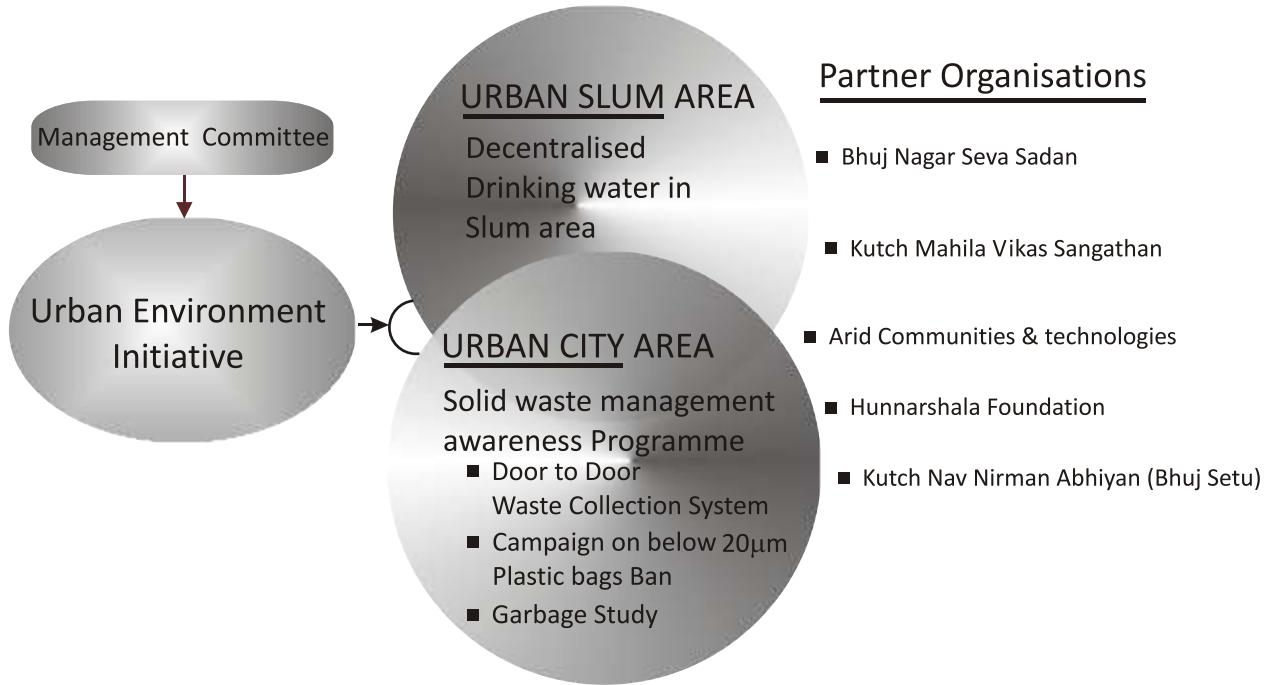 Management Committee
Urban Environment
Initiative
URBAN SLUM AREA
Decentralised
Drinking water in
Slum area
URBAN CITY AREA
Solid waste management
awareness Programme
■ Door to Door
Waste Collection System
■ Campaign on below 20μm
Plastic bags Ban
■ Garbage Study
Partner Organisations
■ Bhuj Nagar Seva Sadan
■ Kutch Mahila Vikas Sangathan
■ Arid Communities & technologies
■ Hunnarshala Foundation
■ Kutch Nav Nirman Abhiyan (Bhuj Setu)